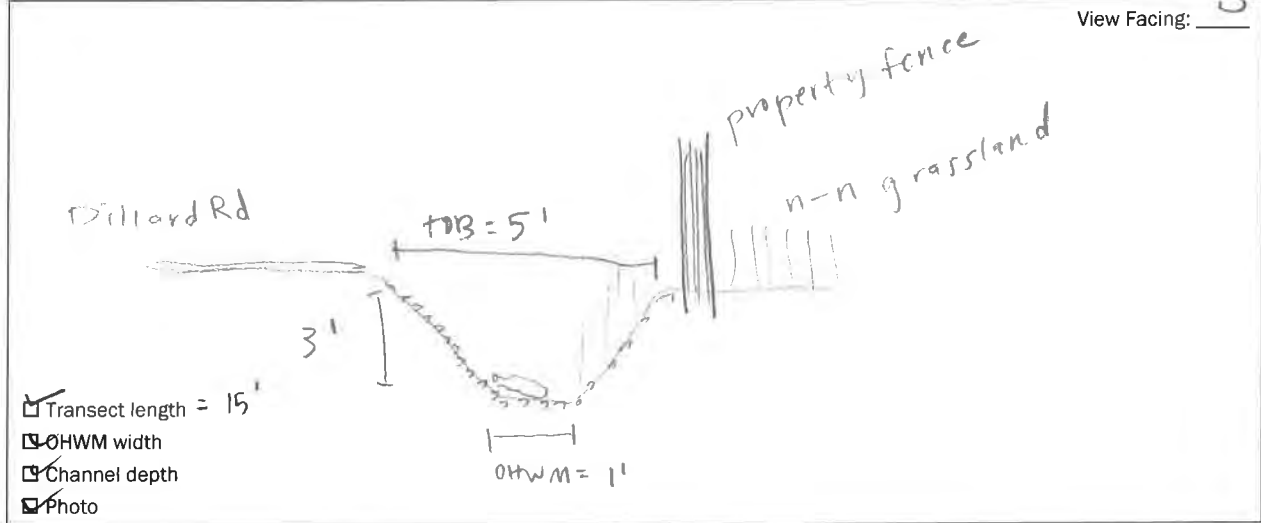 View Facing:
property fence
n-n grassland
Dillard Rd
TOB = 5'
3'
Transect length = 15'
OHWM width
Channel depth
Photo
OHWM = 1'